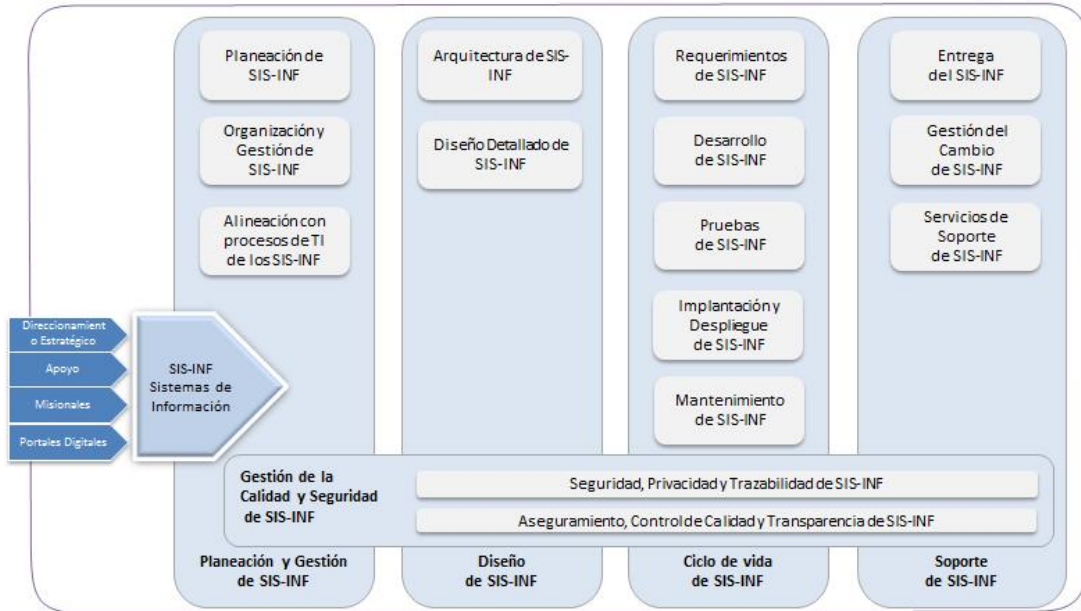 Planeación de
SIS-INF
Organización y
Gestión de
SIS-INF
Alineación con
procesos de TI
de los SIS-INF
Arquitectura de SIS-
INF
Diseño Detallado de
SIS-INF
Requerimientos
de SIS-INF
Desarrollo
de SIS-INF
Pruebas
de SIS-INF
Implantación y
Despliegue
de SIS-INF
Mantenimiento
de SIS-INF
Entrega
del SIS-INF
Gestión del
Cambio
de SIS-INF
Servicios de
Soporte
de SIS-INF
Direccionamient
o Estratégico
Apoyo
Misionales
Portales Digitales
SIS-INF
Sistemas de
Información
Gestión de la
Calidad y Seguridad
de SIS-INF
Seguridad, Privacidad y Trazabilidad de SIS-INF
Aseguramiento, Control de Calidad y Transparencia de SIS-INF
Planeación y Gestión
de SIS-INF
Diseño
de SIS-INF
Ciclo de vida
de SIS-INF
Soporte
de SIS-INF